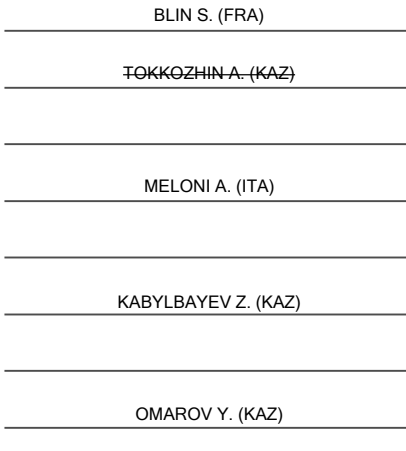 BLIN S. (FRA)
TOKKOZHIN A. (KAZ)
MELONI A. (ITA)
KABYLBAYEV Z. (KAZ)
OMAROV Y. (KAZ)